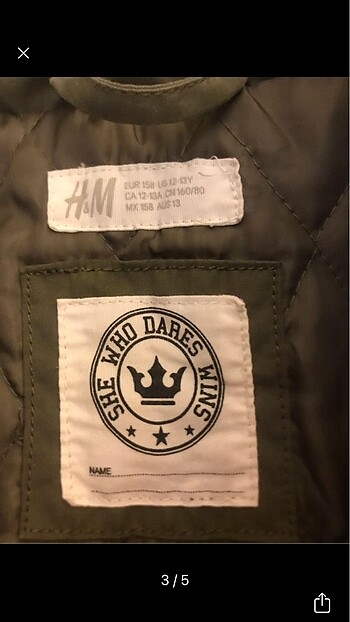 H&M
EUR 158 US 12-13Y
CA 12-13A CN 160/80
MX 158 AUS 13
SHE WHO DARES WINS
NAME
3/5